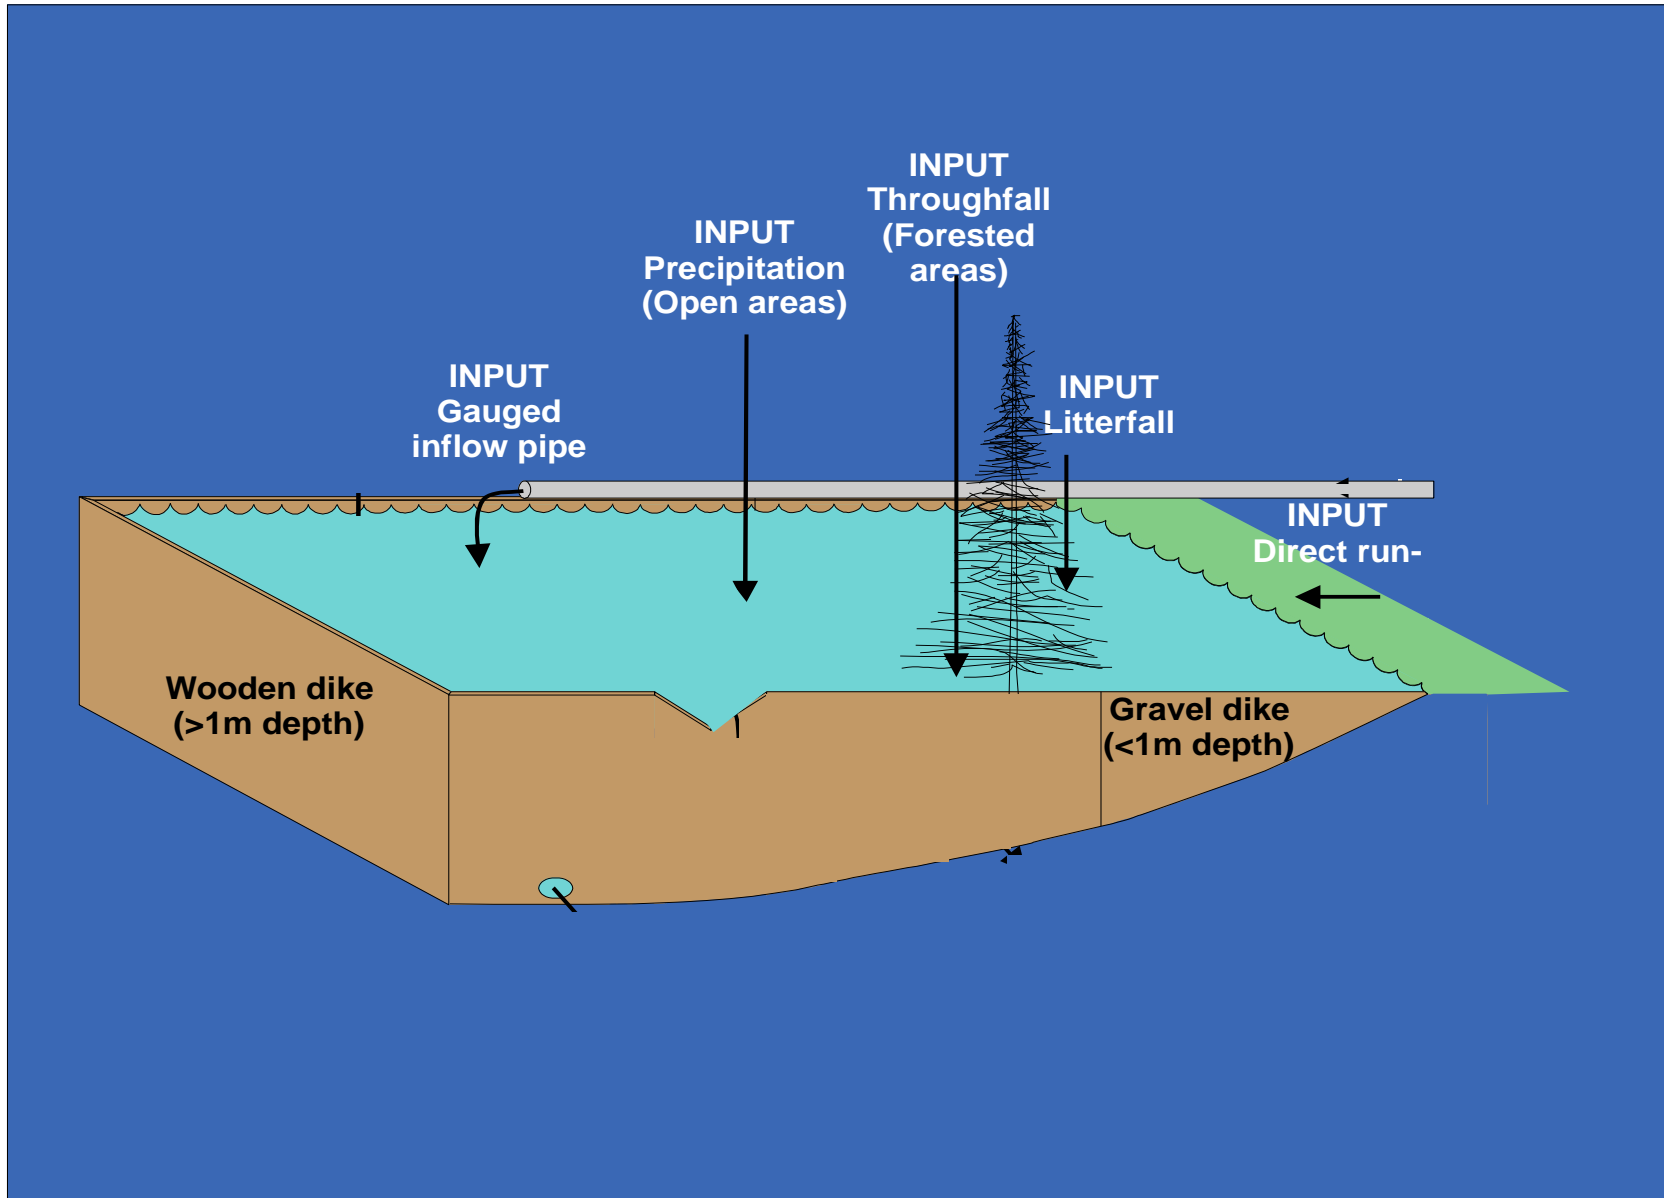 INPUT
Throughfall
(Forested
areas)
INPUT
Precipitation
(Open areas)
INPUT
Gauged
inflow pipe
INPUT
Litterfall
INPUT
Direct run-
Wooden dike
(>1m depth)
Gravel dike
(<1m depth)